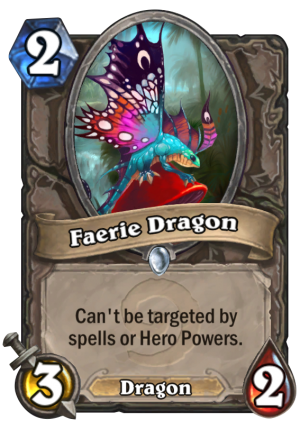 2
Faerie Dragon
Can't be targeted by
spells or Hero Powers.
3
Dragon
2